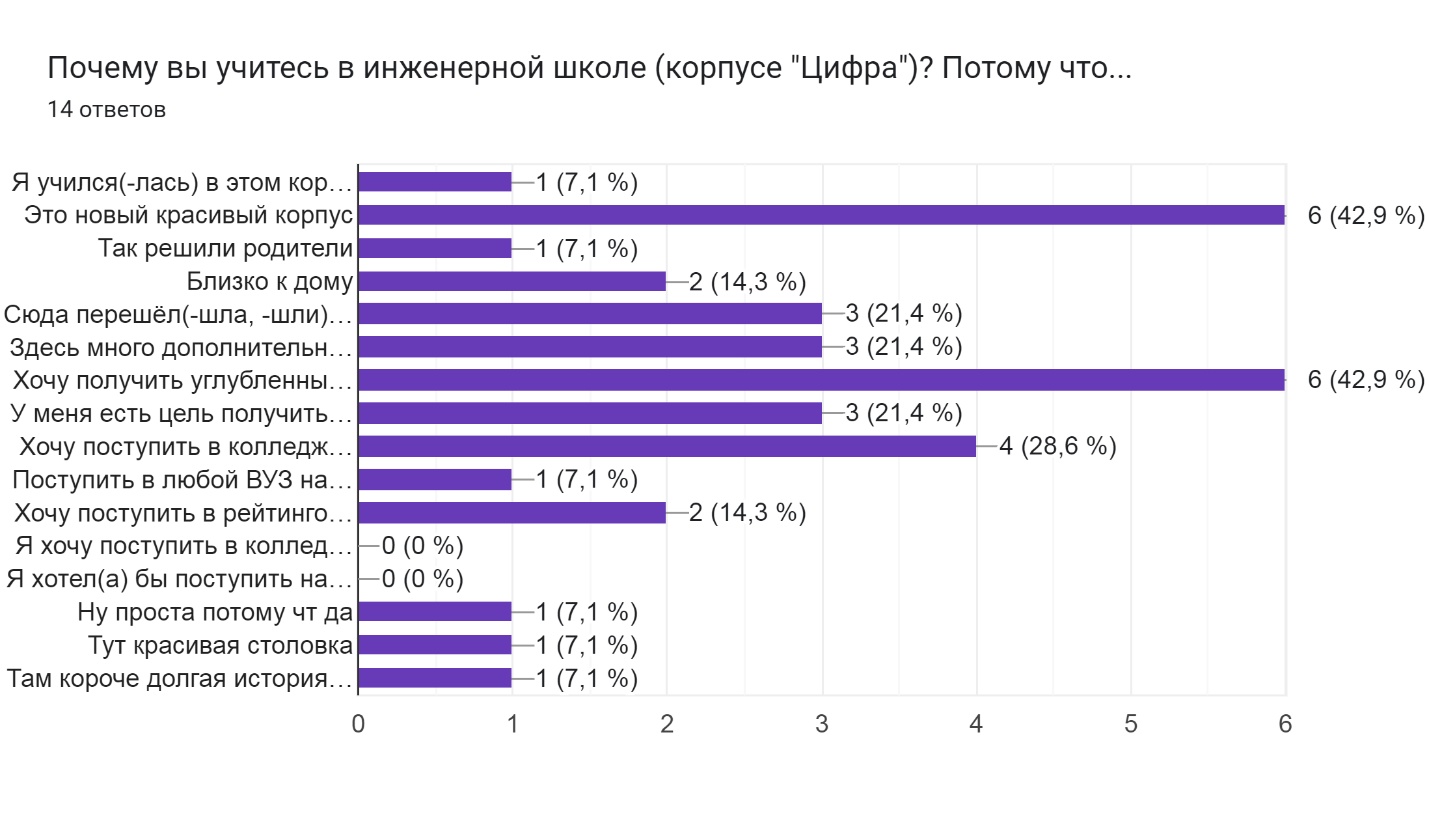 Почему вы учитесь в инженерной школе (корпусе "Цифра")? Потому что...
14 ответов
Я учился(-лась) в этом кор… 1 (7,1 %)
Это новый красивый корпус 6 (42,9 %)
Так решили родители 1 (7,1 %)
Близко к дому 2 (14,3 %)
Сюда перешёл(-шла, -шли)… 3 (21,4 %)
Здесь много дополнительн… 3 (21,4 %)
Хочу получить углубленны… 6 (42,9 %)
У меня есть цель получить… 3 (21,4 %)
Хочу поступить в колледж… 4 (28,6 %)
Поступить в любой ВУЗ на… 1 (7,1 %)
Хочу поступить в рейтинго… 2 (14,3 %)
Я хочу поступить в коллед… 0 (0 %)
Я хотел(а) бы поступить на… 0 (0 %)
Ну проста потому чт да 1 (7,1 %)
Тут красивая столовка 1 (7,1 %)
Там короче долгая история… 1 (7,1 %)
0 1 2 3 4 5 6